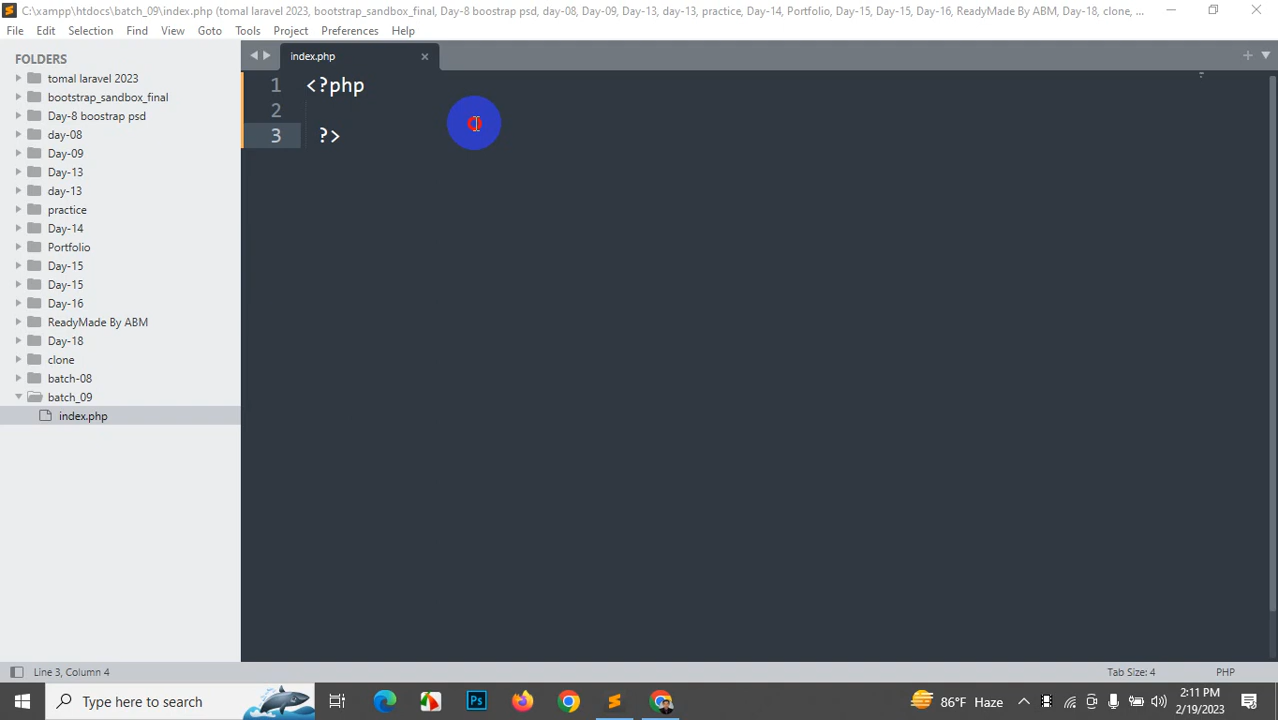 C:\xampp\htdocs\batch_09\index.php (tomal laravel 2023, bootstrap_sandbox_final, Day-8 boostrap psd, day-08, Day-09, Day-13, day-13, practice, Day-14, Portfolio, Day-15, Day-15, Day-16, ReadyMade By ABM, Day-18, clone, ...
File Edit Selection Find View Goto Tools Project Preferences Help
FOLDERS
tomal laravel 2023
bootstrap_sandbox_final
Day-8 boostrap psd
day-08
Day-09
Day-13
day-13
practice
Day-14
Portfolio
Day-15
Day-15
Day-16
ReadyMade By ABM
Day-18
clone
batch-08
batch_09
index.php
index.php
1 <?php
2
3 ?>
Line 3, Column 4
Tab Size: 4 PHP
Type here to search
Ps
86°F Haze
2:11 PM
2/19/2023